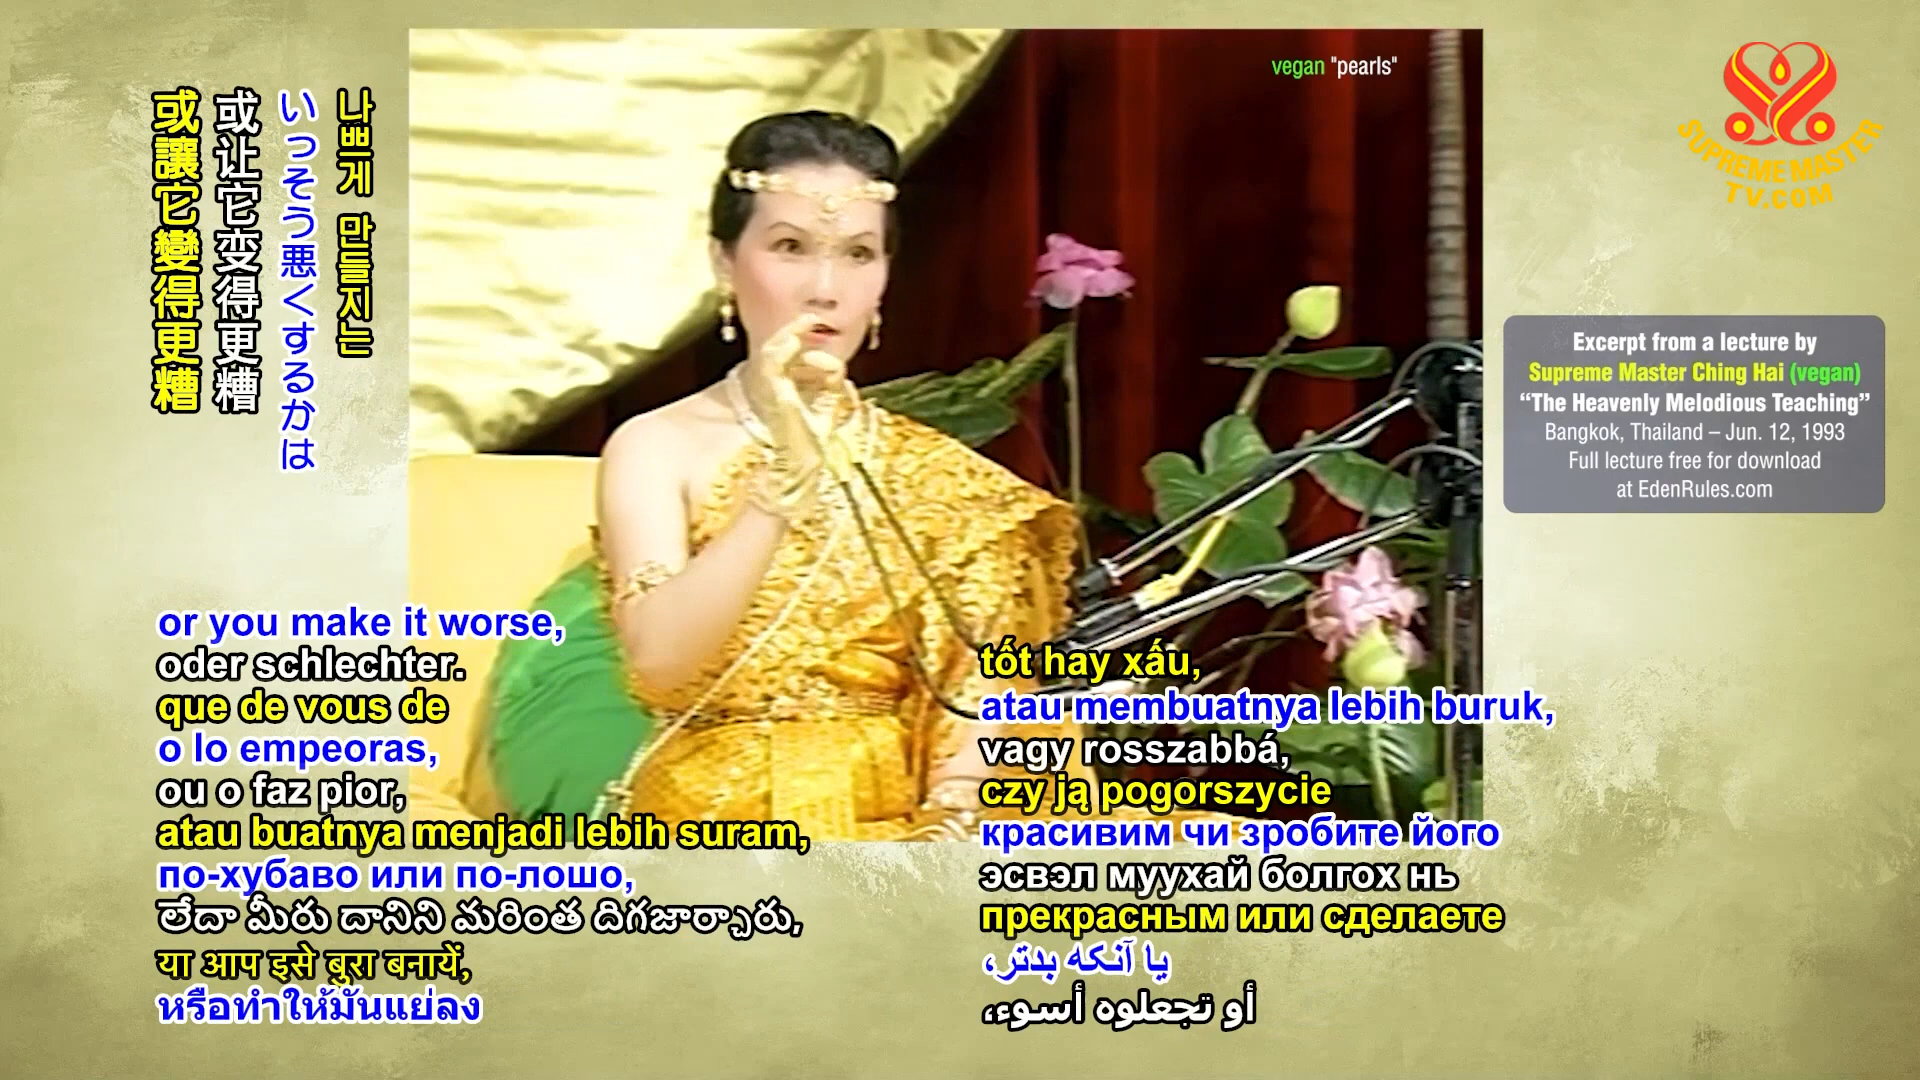 vegan "pearls"
SUPREME MASTER
TV.COM
나쁘게 만들지는
いっそう悪くするかは
或让它变得更糟
或讓它變得更糟
Excerpt from a lecture by
Supreme Master Ching Hai (vegan)
“The Heavenly Melodious Teaching”
Bangkok, Thailand – Jun. 12, 1993
Full lecture free for download
at EdenRules.com
or you make it worse,
oder schlechter.
que de vous de
o lo empeoras,
ou o faz pior,
atau buatnya menjadi lebih suram,
по-хубаво или по-лошо,
లేదా మీరు దానిని మరింత దిగజార్చారు,
या आप इसे बुरा बनायें,
หรือทำให้มันแย่ลง
tốt hay xấu,
atau membuatnya lebih buruk,
vagy rosszabbá,
czy ją pogorszycie
красивим чи зробите його
эсвэл муухай болгох нь
прекрасным или сделаете
یا آنکه بدتر،
أو تجعلوه أسوء،